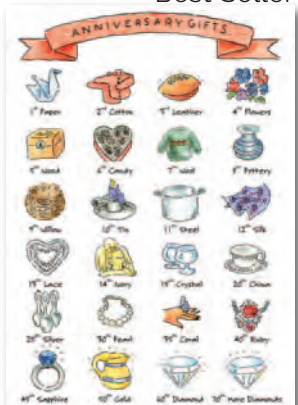 Best Seller
ANNIVERSARY GIFTS
1st Paper 2nd Cotton 3rd Leather 4th Flowers
5th Wood 6th Candy 7th Wool 8th Pottery
9th Willow 10th Tin 11th Steel 12th Silk
13th Lace 14th Ivory 15th Crystal 20th China
25th Silver 30th Pearl 35th Coral 40th Ruby
45th Sapphire 50th Gold 60th Diamond 70th More Diamonds